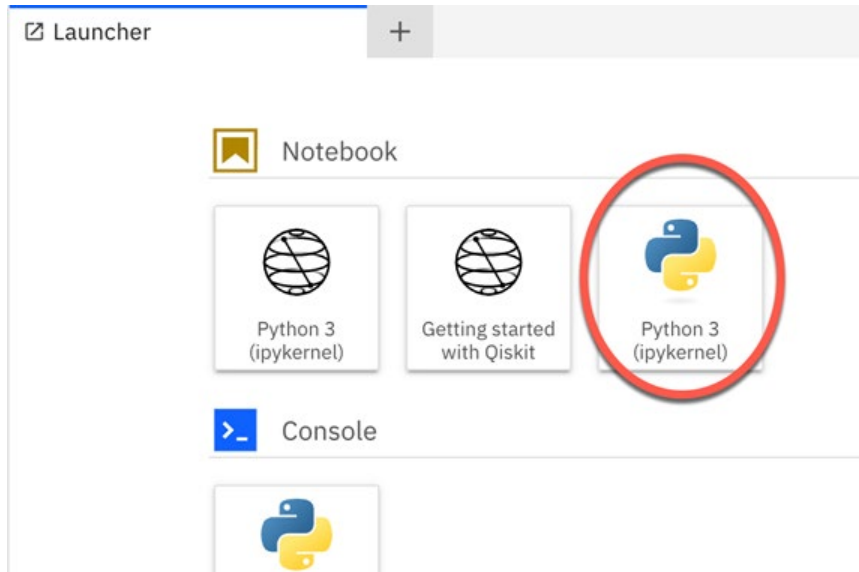 Launcher
Notebook
Python 3
(ipykernel)
Getting started
with Qiskit
Python 3
(ipykernel)
Console